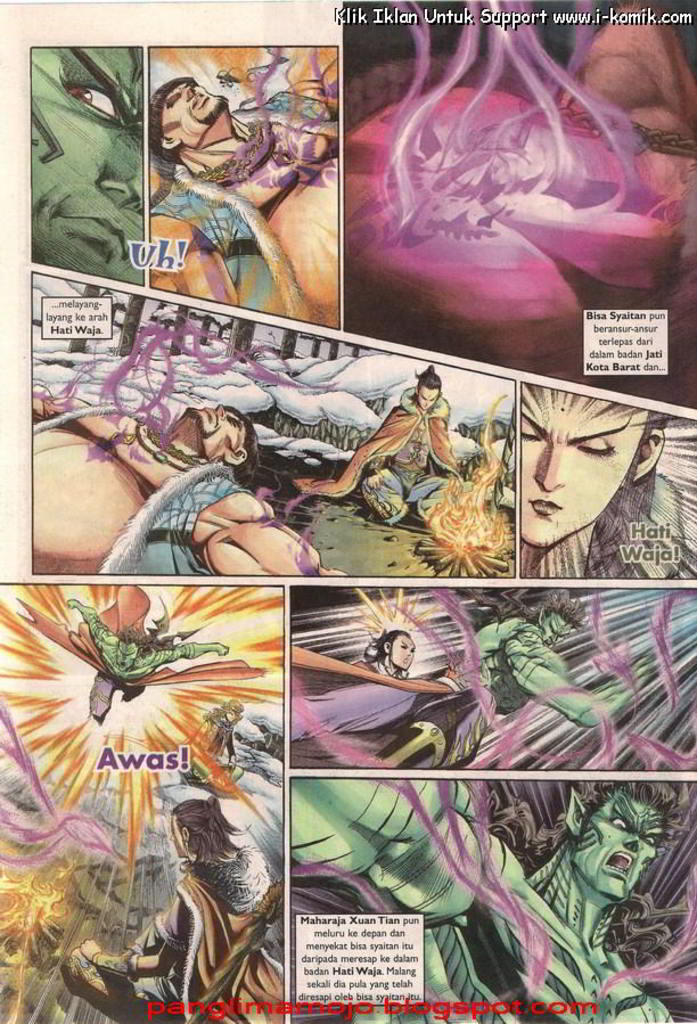 Klik Iklan Untuk Support www.i-komik.com
Uh!
Bisa Syaitan pun
beransur-ansur
terlepas dari
dalam badan Jati
Kota Barat dan...
...melayang-
layang ke arah
Hati Waja.
Hati
Waja!
Awas!
Maharaja Xuan Tian pun
meluru ke depan dan
menyekat bisa syaitan itu
daripada meresap ke dalam
badan Hati Waja. Malang
sekali dia pula yang telah
diresapi oleh bisa syaitan itu.
panglimamojo.blogspot.com